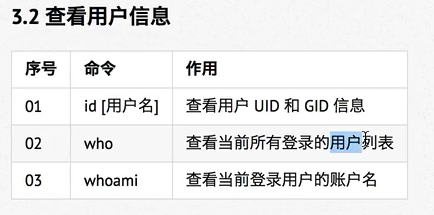 3.2 查看用户信息
序号 命令 作用
01 id [用户名] 查看用户 UID 和 GID 信息
02 who 查看当前所有登录的用户列表
03 whoami 查看当前登录用户的账户名